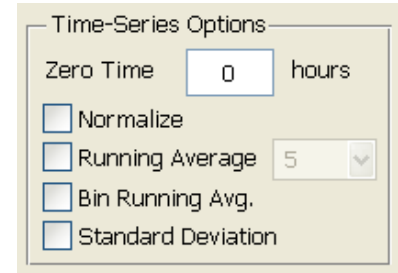 Time-Series Options
Zero Time 0 hours
Normalize
Running Average 5
Bin Running Avg.
Standard Deviation